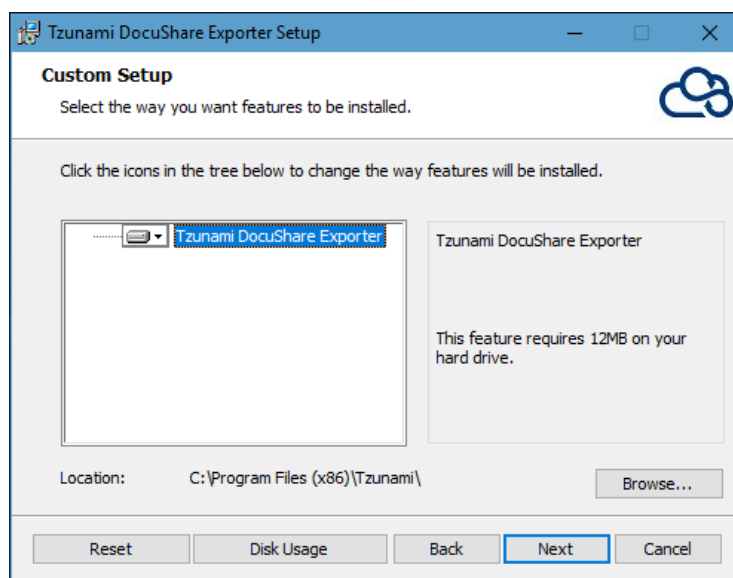 Tzunami DocuShare Exporter Setup
Custom Setup
Select the way you want features to be installed.
Click the icons in the tree below to change the way features will be installed.
Tzunami DocuShare Exporter
Tzunami DocuShare Exporter
This feature requires 12MB on your
hard drive.
Location: C:\Program Files (x86)\Tzunami\
Browse...
Reset Disk Usage Back Next Cancel